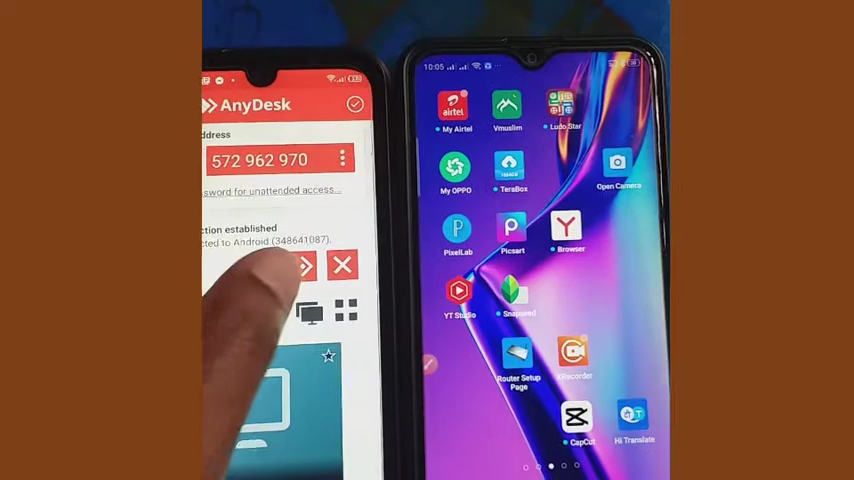 AnyDesk
ddress
572 962 970
ssword for unattended access...
ction established
cted to Android (348641087).
10:05
airtel
My Airtel
Vmuslim
Ludo Star
My OPPO
TeraBox
Open Camera
PixelLab
Picsart
Browser
YT Studio
Snapseed
Router Setup
Page
XRecorder
CapCut
Hi Translate